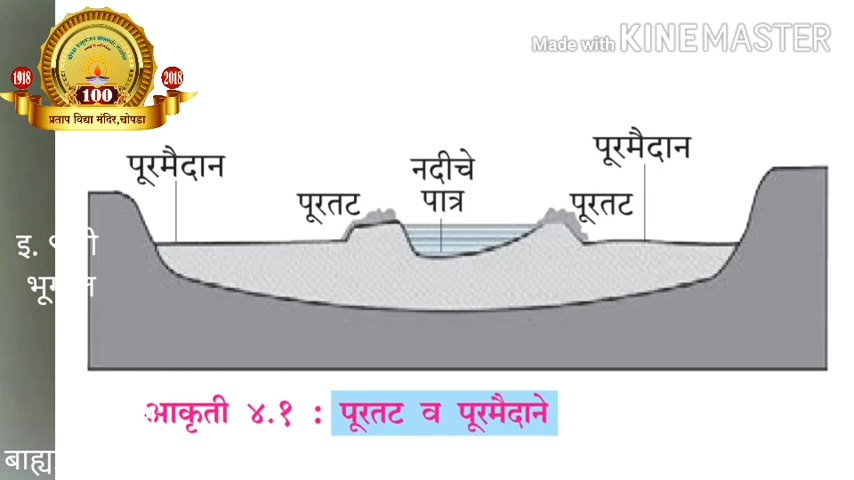 Made with KINEMASTER
1918
2018
100
प्रताप विद्या मंदिर,चोपडा
पूरमैदान
नदीचे
पात्र
पूरमैदान
पूरतट
पूरतट
इ.
आकृती ४.१ : पूरतट व पूरमैदाने
बाह्य